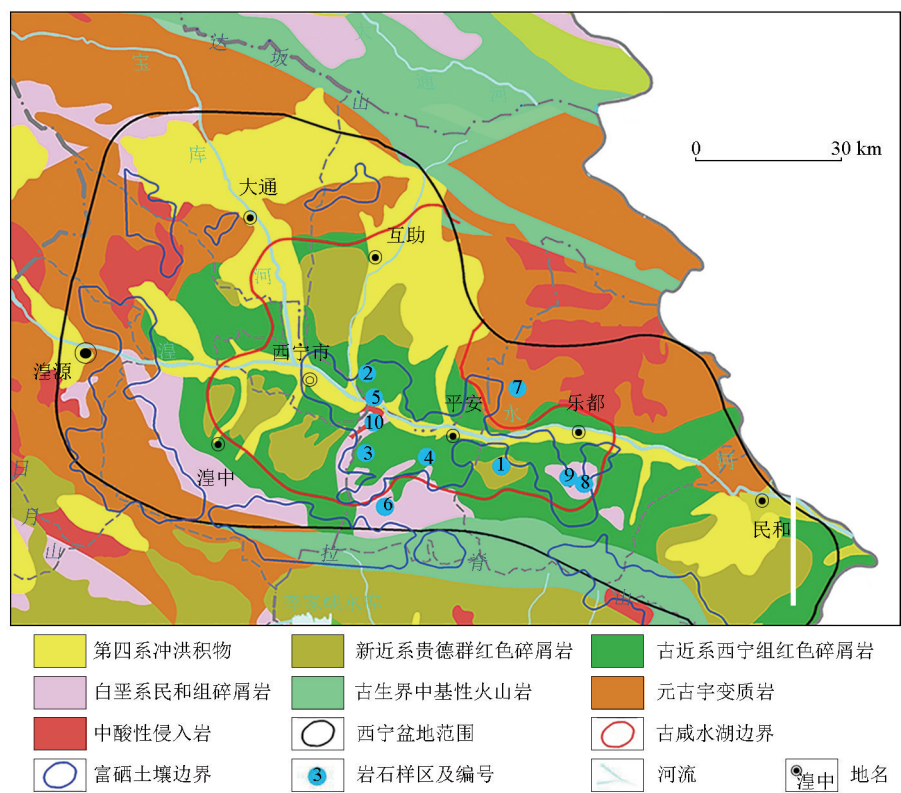 达
坂
山
宝
库
河
0 30 km
大通
互助
湟源
湟
西宁市
2
5
10
3
4
6
平安
1
7
水
乐都
9
8
河
湟中
民和
日
月
山
拉
脊
山
第四系冲洪积物
新近系贵德群红色碎屑岩
古近系西宁组红色碎屑岩
白垩系民和组碎屑岩
古生界中基性火山岩
元古宇变质岩
中酸性侵入岩
西宁盆地范围
古咸水湖边界
富硒土壤边界
3 岩石样区及编号
河流
湟中 地名